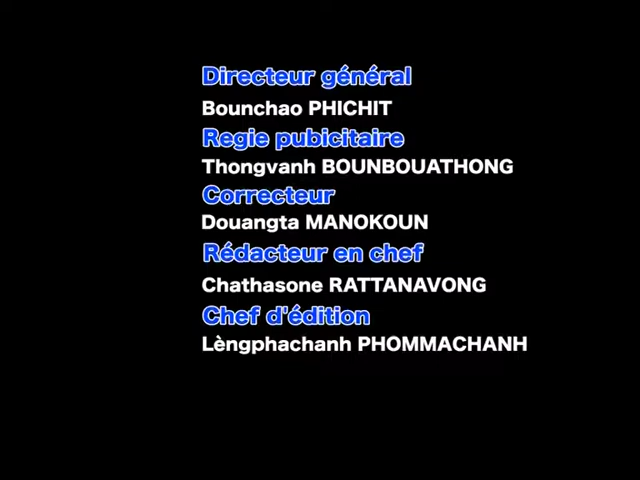 Directeur général
Bounchao PHICHIT
Regie pubicitaire
Thongvanh BOUNBOUATHONG
Correcteur
Douangta MANOKOUN
Rédacteur en chef
Chathasone RATTANAVONG
Chef d'édition
Lèngphachanh PHOMMACHANH